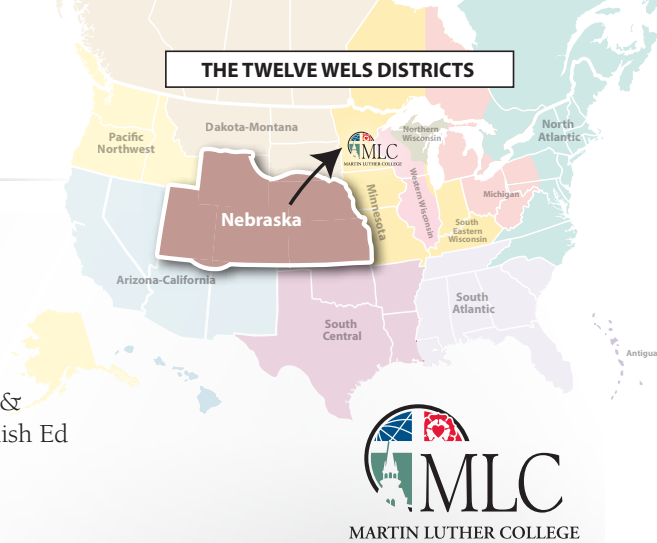 THE TWELVE WELS DISTRICTS
Pacific
Northwest
Dakota-Montana
MLC
MARTIN LUTHER COLLEGE
Northern
Wisconsin
North
Atlantic
Nebraska
Minnesota
Western Wisconsin
Michigan
South
Eastern
Wisconsin
Arizona-California
South
Central
South
Atlantic
Antigua
&
ish Ed
MLC
MARTIN LUTHER COLLEGE